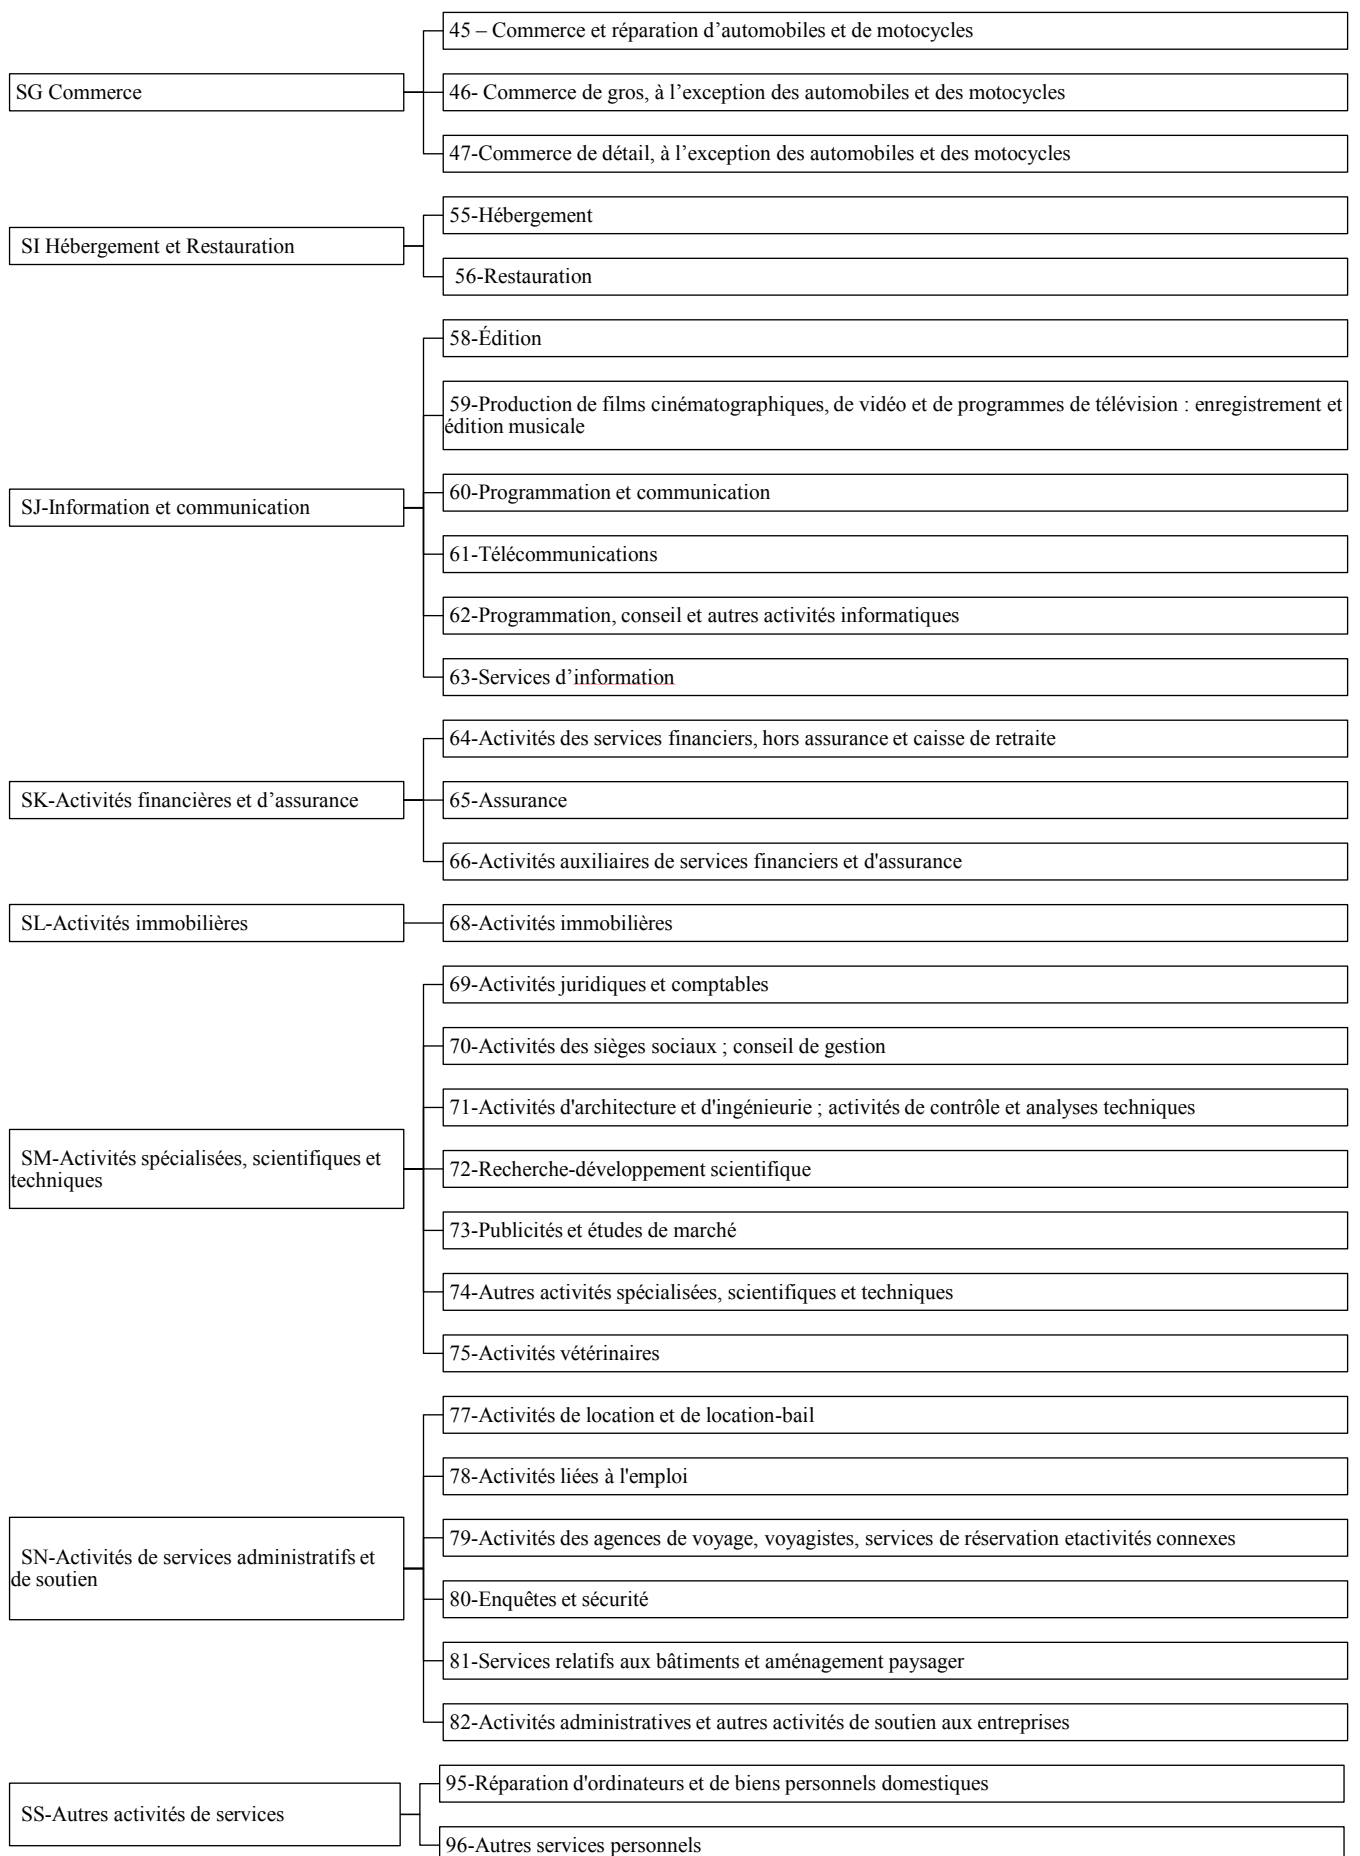 45 – Commerce et réparation d’automobiles et de motocycles
SG Commerce
46- Commerce de gros, à l’exception des automobiles et des motocycles
47-Commerce de détail, à l’exception des automobiles et des motocycles
55-Hébergement
SI Hébergement et Restauration
56-Restauration
58-Édition
59-Production de films cinématographiques, de vidéo et de programmes de télévision : enregistrement et
édition musicale
60-Programmation et communication
SJ-Information et communication
61-Télécommunications
62-Programmation, conseil et autres activités informatiques
63-Services d’information
64-Activités des services financiers, hors assurance et caisse de retraite
SK-Activités financières et d’assurance
65-Assurance
66-Activités auxiliaires de services financiers et d'assurance
SL-Activités immobilières
68-Activités immobilières
69-Activités juridiques et comptables
70-Activités des sièges sociaux ; conseil de gestion
71-Activités d'architecture et d'ingénieurie ; activités de contrôle et analyses techniques
SM-Activités spécialisées, scientifiques et
techniques
72-Recherche-développement scientifique
73-Publicités et études de marché
74-Autres activités spécialisées, scientifiques et techniques
75-Activités vétérinaires
77-Activités de location et de location-bail
78-Activités liées à l'emploi
79-Activités des agences de voyage, voyagistes, services de réservation etactivités connexes
SN-Activités de services administratifs et
de soutien
80-Enquêtes et sécurité
81-Services relatifs aux bâtiments et aménagement paysager
82-Activités administratives et autres activités de soutien aux entreprises
95-Réparation d'ordinateurs et de biens personnels domestiques
SS-Autres activités de services
96-Autres services personnels